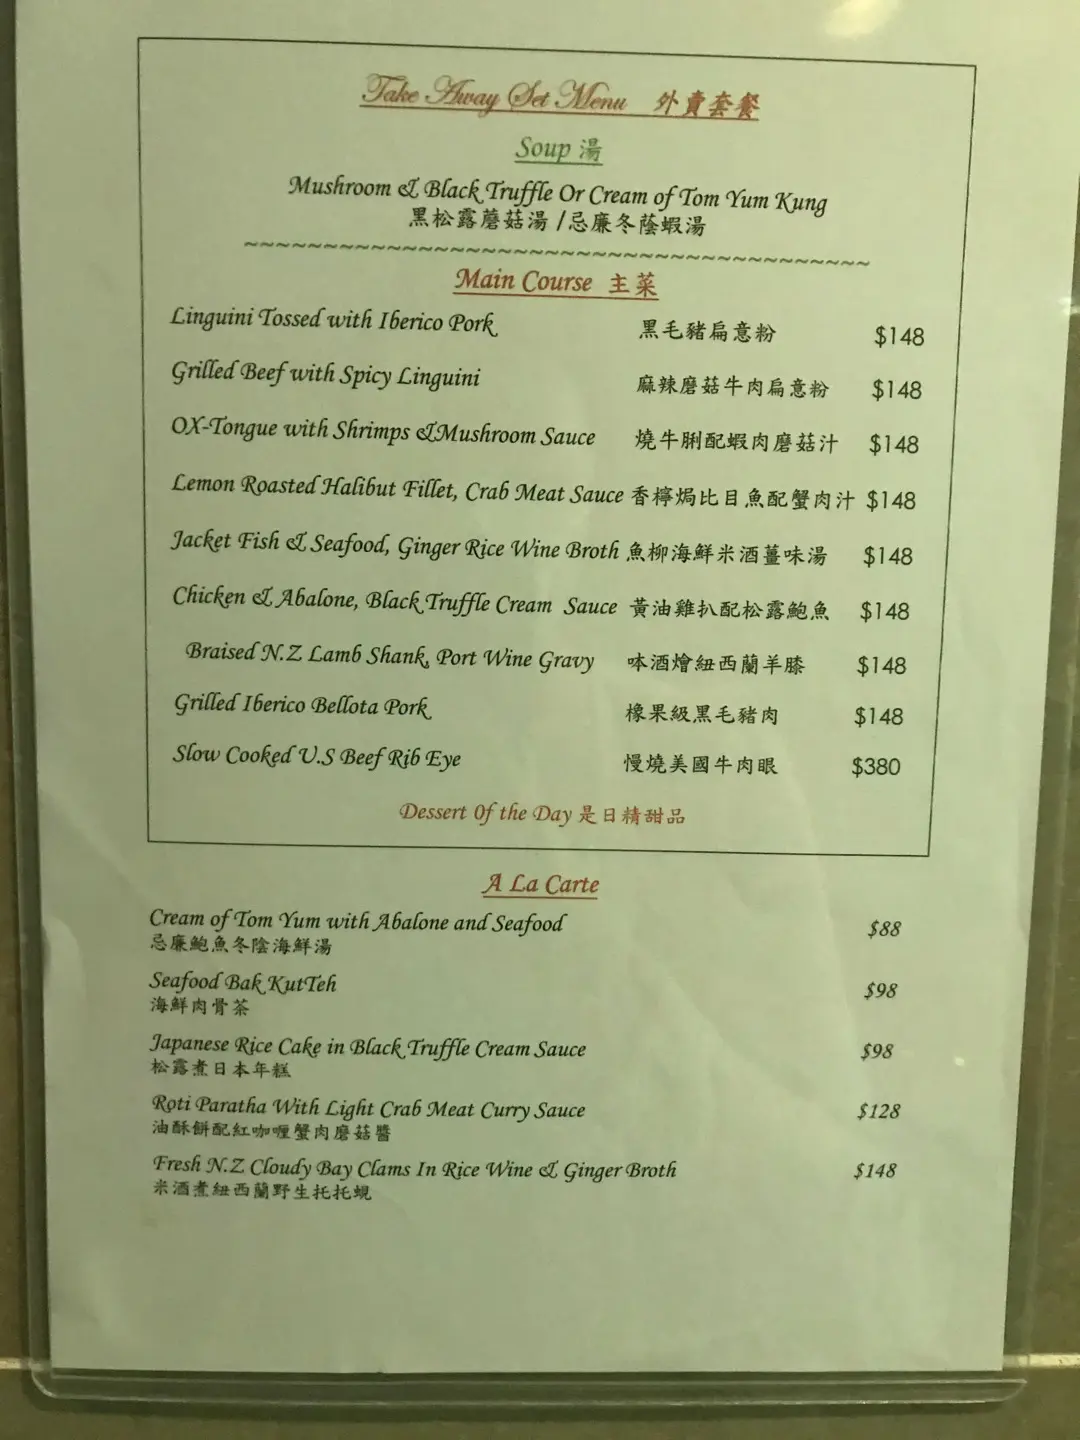 Take Away Set Menu 外賣套餐
Soup 湯
Mushroom & Black Truffle Or Cream of Tom Yum Kung
黑松露蘑菇湯 /忌廉冬蔭蝦湯
~~~~~~~~~~~~~~~~~~~~~~~~~~~~~~~~~~~~~~~
Main Course 主菜
Linguini Tossed with Iberico Pork 黑毛豬扁意粉 $148
Grilled Beef with Spicy Linguini 麻辣磨菇牛肉扁意粉 $148
OX-Tongue with Shrimps &Mushroom Sauce 燒牛脷配蝦肉磨菇汁 $148
Lemon Roasted Halibut Fillet, Crab Meat Sauce 香檸焗比目魚配蟹肉汁 $148
Jacket Fish & Seafood, Ginger Rice Wine Broth 魚柳海鮮米酒薑味湯 $148
Chicken & Abalone, Black Truffle Cream Sauce 黃油雞扒配松露鮑魚 $148
Braised N.Z Lamb Shank, Port Wine Gravy 呠酒燴紐西蘭羊膝 $148
Grilled Iberico Bellota Pork 橡果級黑毛豬肉 $148
Slow Cooked U.S Beef Rib Eye 慢燒美國牛肉眼 $380
Dessert Of the Day 是日精甜品
A La Carte
Cream of Tom Yum with Abalone and Seafood $88
忌廉鮑魚冬陰海鮮湯
Seafood Bak KutTeh $98
海鮮肉骨茶
Japanese Rice Cake in Black Truffle Cream Sauce $98
松露煮日本年糕
Roti Paratha With Light Crab Meat Curry Sauce $128
油酥餅配紅咖喱蟹肉磨菇醬
Fresh N.Z Cloudy Bay Clams In Rice Wine & Ginger Broth $148
米酒煮紐西蘭野生托托蜆